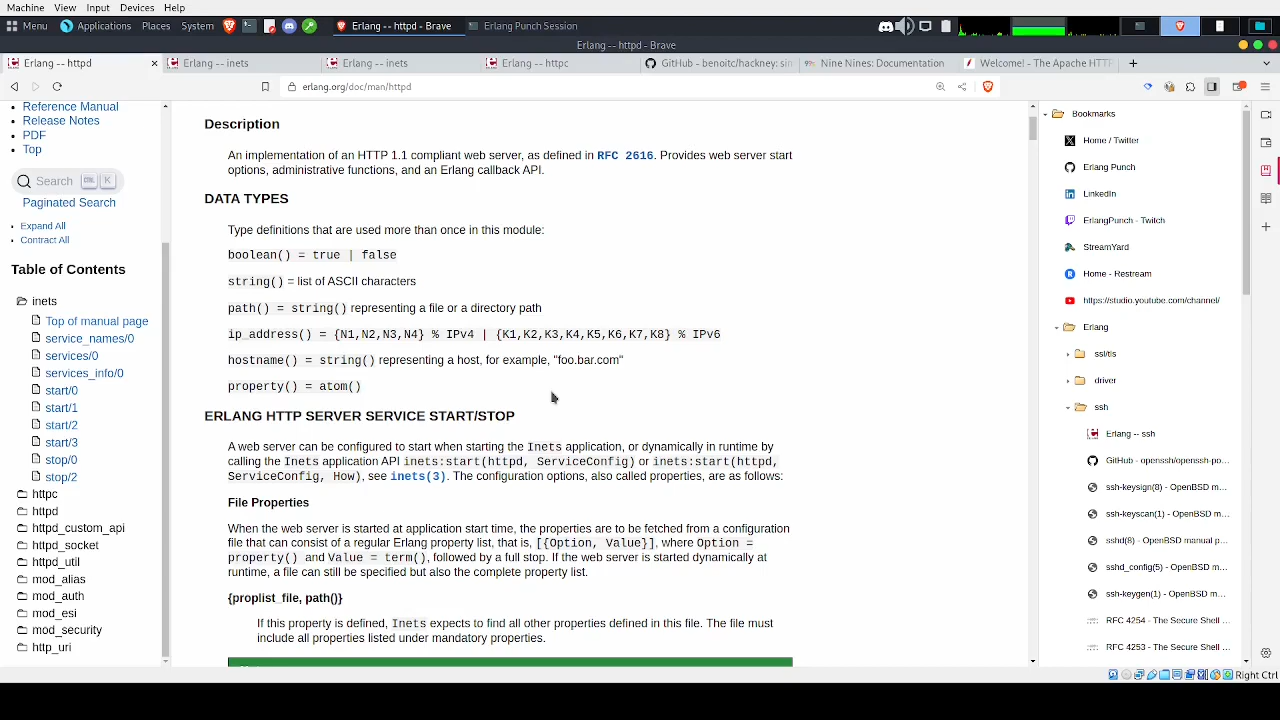 Machine View Input Devices Help
Menu Applications Places System Erlang -- httpd - Brave Erlang Punch Session
Erlang -- httpd - Brave
Erlang -- httpd Erlang -- inets Erlang -- inets Erlang -- httpc GitHub - benoitc/hackney: sin Nine Nines: Documentation Welcome! - The Apache HTTP
erlang.org/doc/man/httpd
Reference Manual
Release Notes
PDF
Top
Search K
Paginated Search
Expand All
Contract All
Table of Contents
inets
Top of manual page
service_names/0
services/0
services_info/0
start/0
start/1
start/2
start/3
stop/0
stop/2
httpc
httpd
httpd_custom_api
httpd_socket
httpd_util
mod_alias
mod_auth
mod_esi
mod_security
http_uri
Description
An implementation of an HTTP 1.1 compliant web server, as defined in RFC 2616. Provides web server start
options, administrative functions, and an Erlang callback API.
DATA TYPES
Type definitions that are used more than once in this module:
boolean() = true | false
string() = list of ASCII characters
path() = string() representing a file or a directory path
ip_address() = {N1,N2,N3,N4} % IPv4 | {K1,K2,K3,K4,K5,K6,K7,K8} % IPv6
hostname() = string() representing a host, for example, "foo.bar.com"
property() = atom()
ERLANG HTTP SERVER SERVICE START/STOP
A web server can be configured to start when starting the Inets application, or dynamically in runtime by
calling the Inets application API inets:start(httpd, ServiceConfig) or inets:start(httpd,
ServiceConfig, How), see inets(3). The configuration options, also called properties, are as follows:
File Properties
When the web server is started at application start time, the properties are to be fetched from a configuration
file that can consist of a regular Erlang property list, that is, [{Option, Value}], where Option =
property() and Value = term(), followed by a full stop. If the web server is started dynamically at
runtime, a file can still be specified but also the complete property list.
{proplist_file, path()}
If this property is defined, Inets expects to find all other properties defined in this file. The file must
include all properties listed under mandatory properties.
Bookmarks
Home / Twitter
Erlang Punch
LinkedIn
ErlangPunch - Twitch
StreamYard
Home - Restream
https://studio.youtube.com/channel/
Erlang
ssl/tls
driver
ssh
Erlang -- ssh
GitHub - openssh/openssh-po...
ssh-keysign(8) - OpenBSD m...
ssh-keyscan(1) - OpenBSD m...
sshd(8) - OpenBSD manual p...
sshd_config(5) - OpenBSD m...
ssh-keygen(1) - OpenBSD m...
RFC 4254 - The Secure Shell ...
RFC 4253 - The Secure Shell ...
Right Ctrl